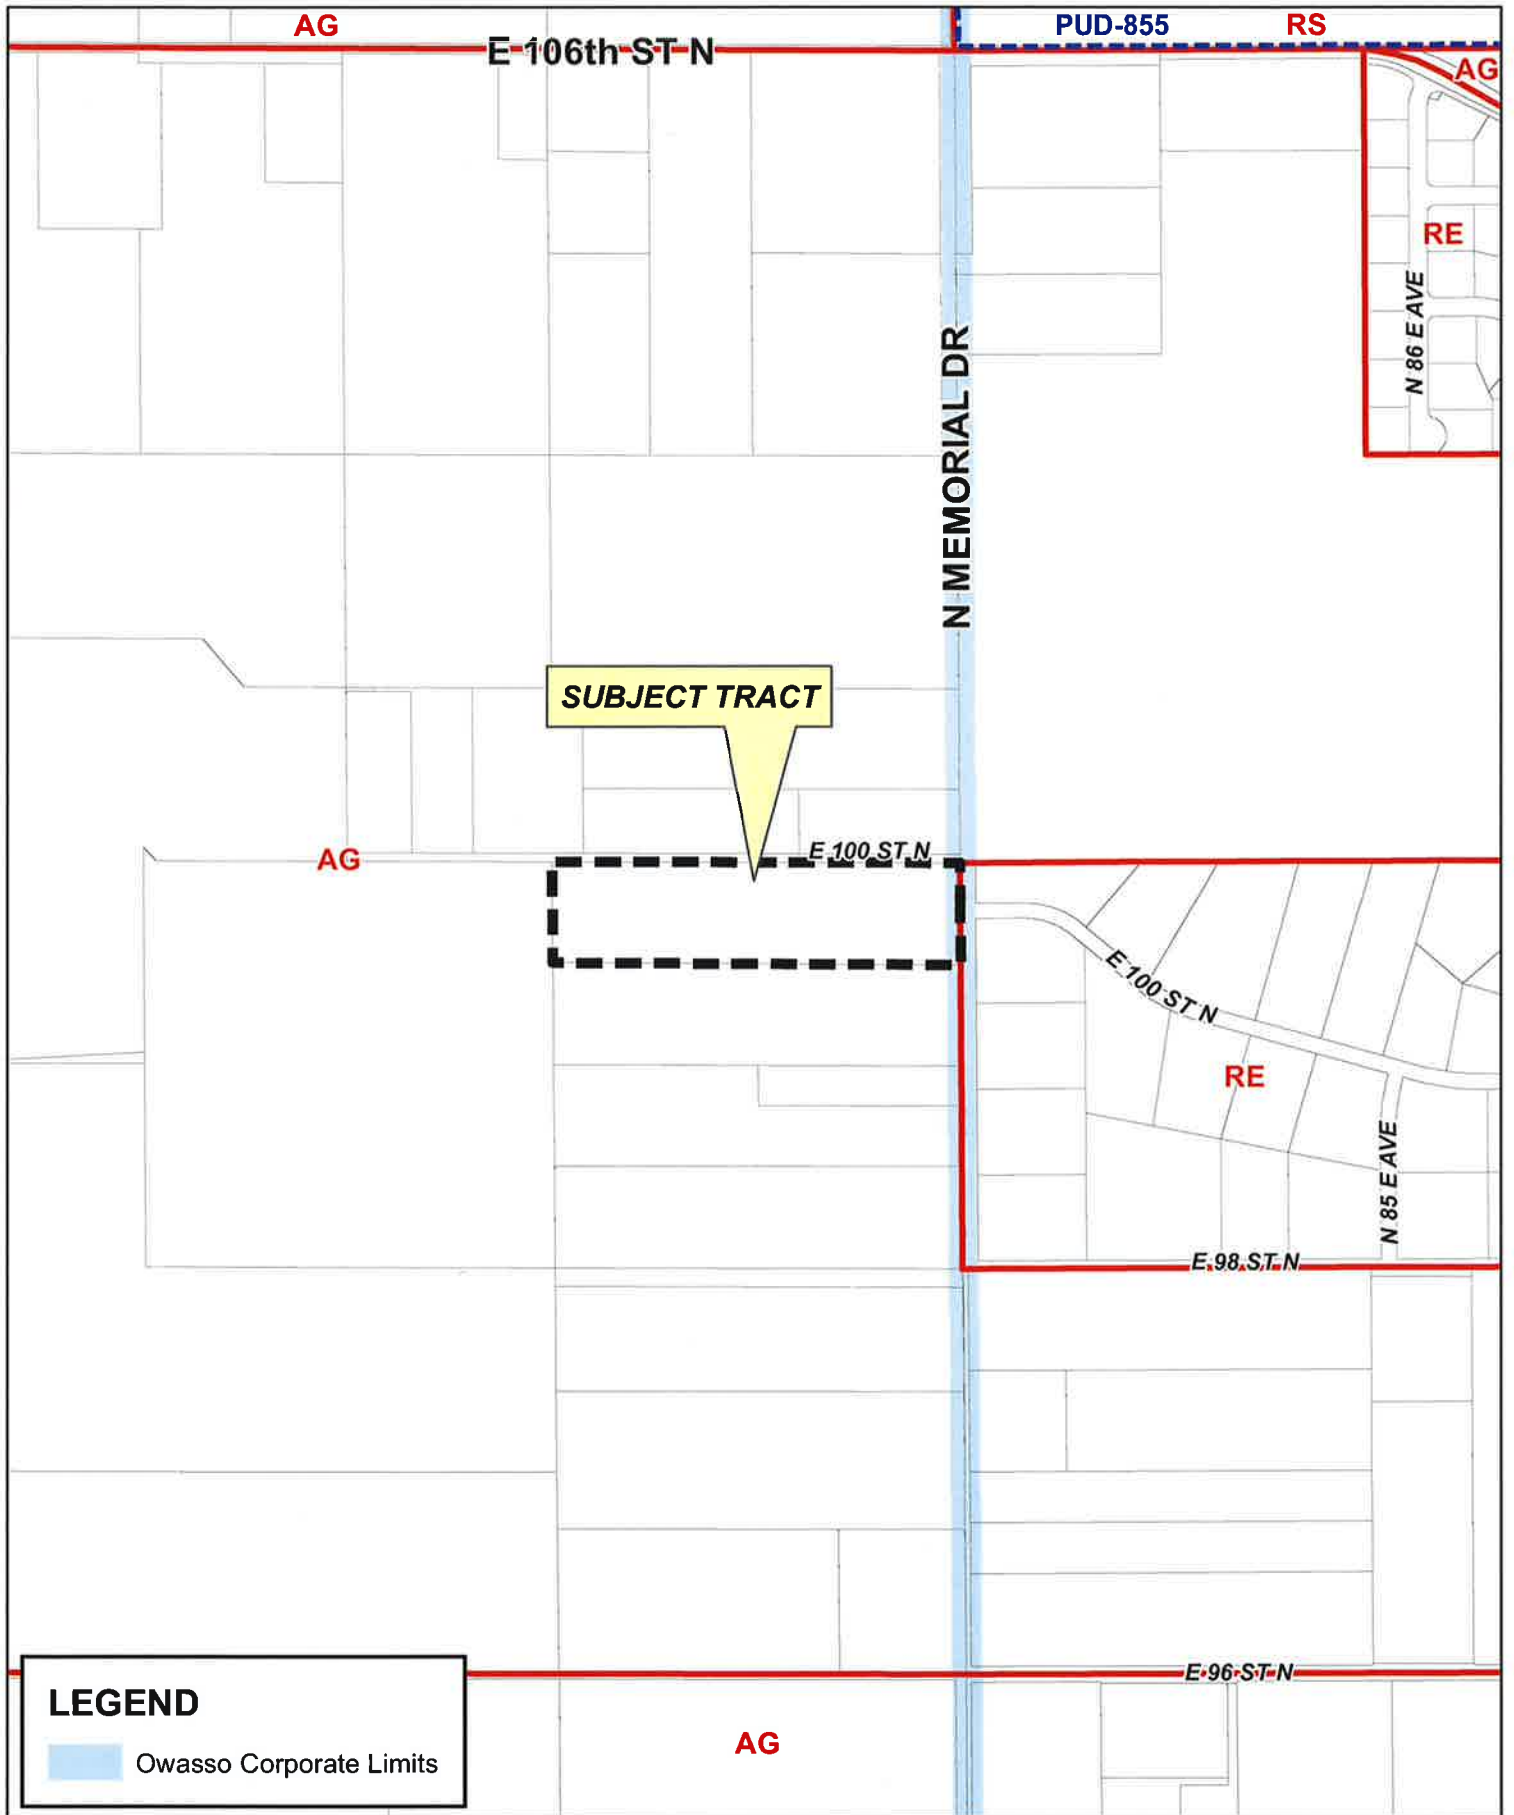 AG
PUD-855
RS
E 106th ST N
AG
RE
N 86 E AVE
N MEMORIAL DR
SUBJECT TRACT
E 100 ST N
AG
E 100 ST N
RE
N 85 E AVE
E 98 ST N
E 96 ST N
LEGEND
AG
Owasso Corporate Limits